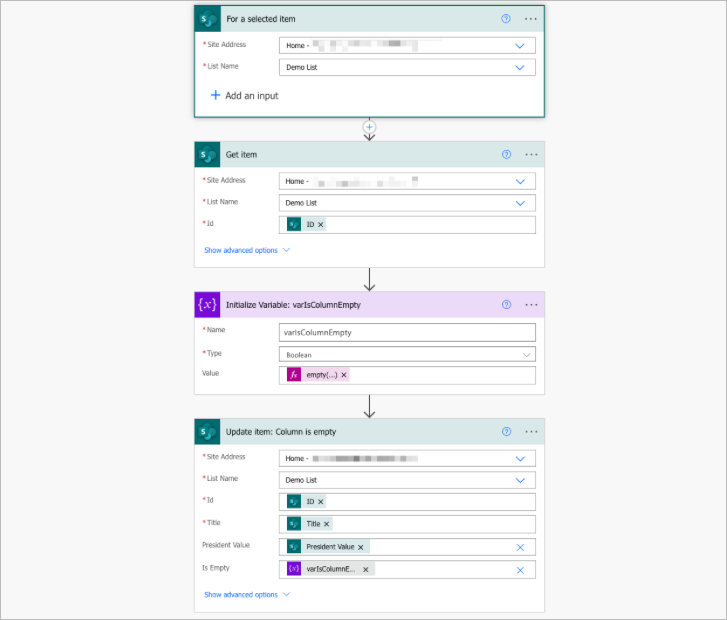 For a selected item
* Site Address
Home -
* List Name
Demo List
Add an input
Get item
* Site Address
Home -
* List Name
Demo List
* Id
ID
Show advanced options
{x} Initialize Variable: varIsColumnEmpty
* Name
varIsColumnEmpty
* Type
Boolean
Value
fx empty(...)
Update item: Column is empty
* Site Address
Home -
* List Name
Demo List
* Id
ID
* Title
Title
President Value
President Value
Is Empty
{x} varIsColumnE...
Show advanced options